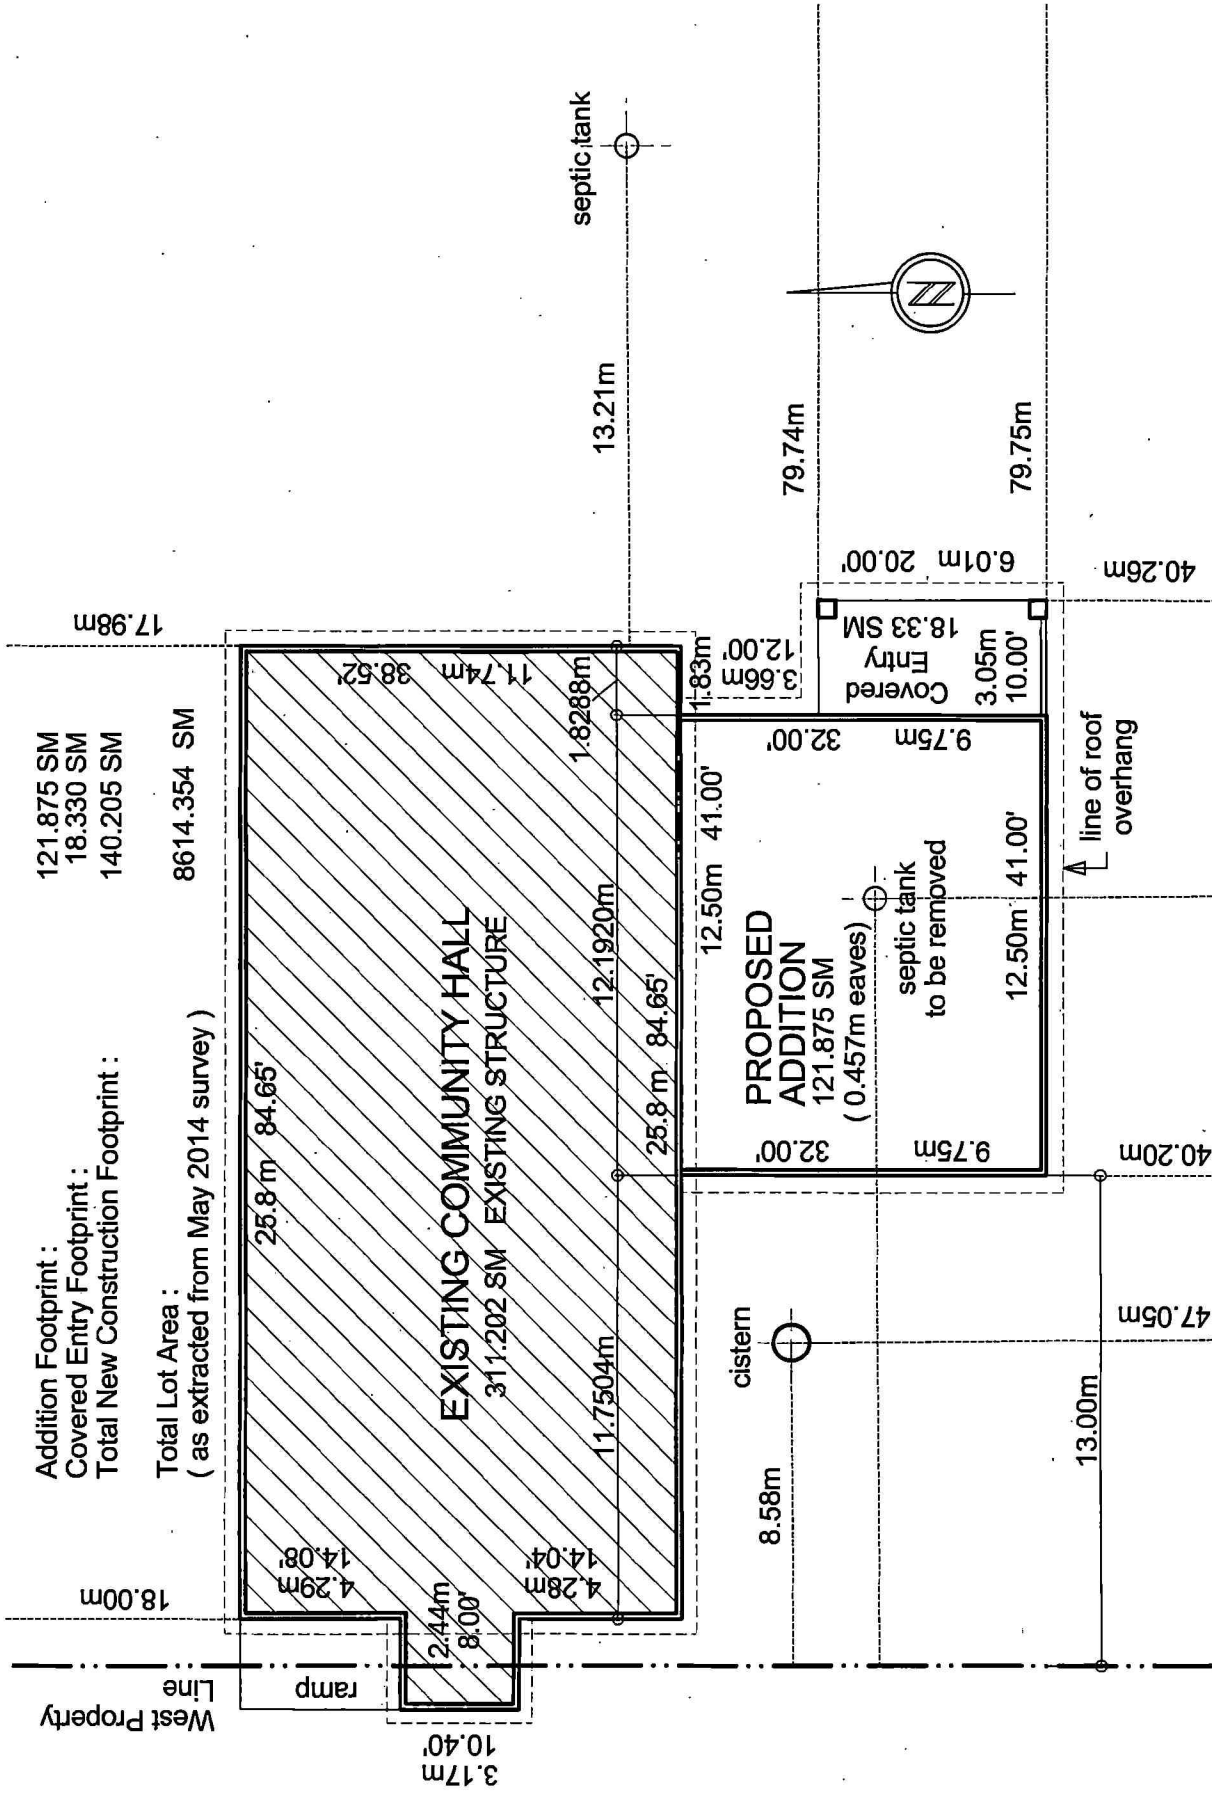 Addition Footprint : 121.875 SM
Covered Entry Footprint : 18.330 SM
Total New Construction Footprint : 140.205 SM
Total Lot Area : 8614.354 SM
( as extracted from May 2014 survey )
West Property
Line
ramp
18.00m
17.98m
25.8 m 84.65'
4.29m
14.08'
2.44m
8.00'
3.17m
10.40'
4.28m
14.04'
EXISTING COMMUNITY HALL
311.202 SM EXISTING STRUCTURE
11.74m 38.52'
11.7504m
12.1920m
1.8288m
25.8 m 84.65'
13.21m
septic tank
1.83m
3.66m
12.00'
12.50m 41.00'
PROPOSED
ADDITION
121.875 SM
( 0.457m eaves)
septic tank
to be removed
32.00'
9.75m
32.00'
9.75m
12.50m 41.00'
Covered
Entry
18.33 SM
3.05m
10.00'
6.01m 20.00'
79.74m
79.75m
N
cistern
8.58m
13.00m
47.05m
40.20m
40.26m
line of roof
overhang